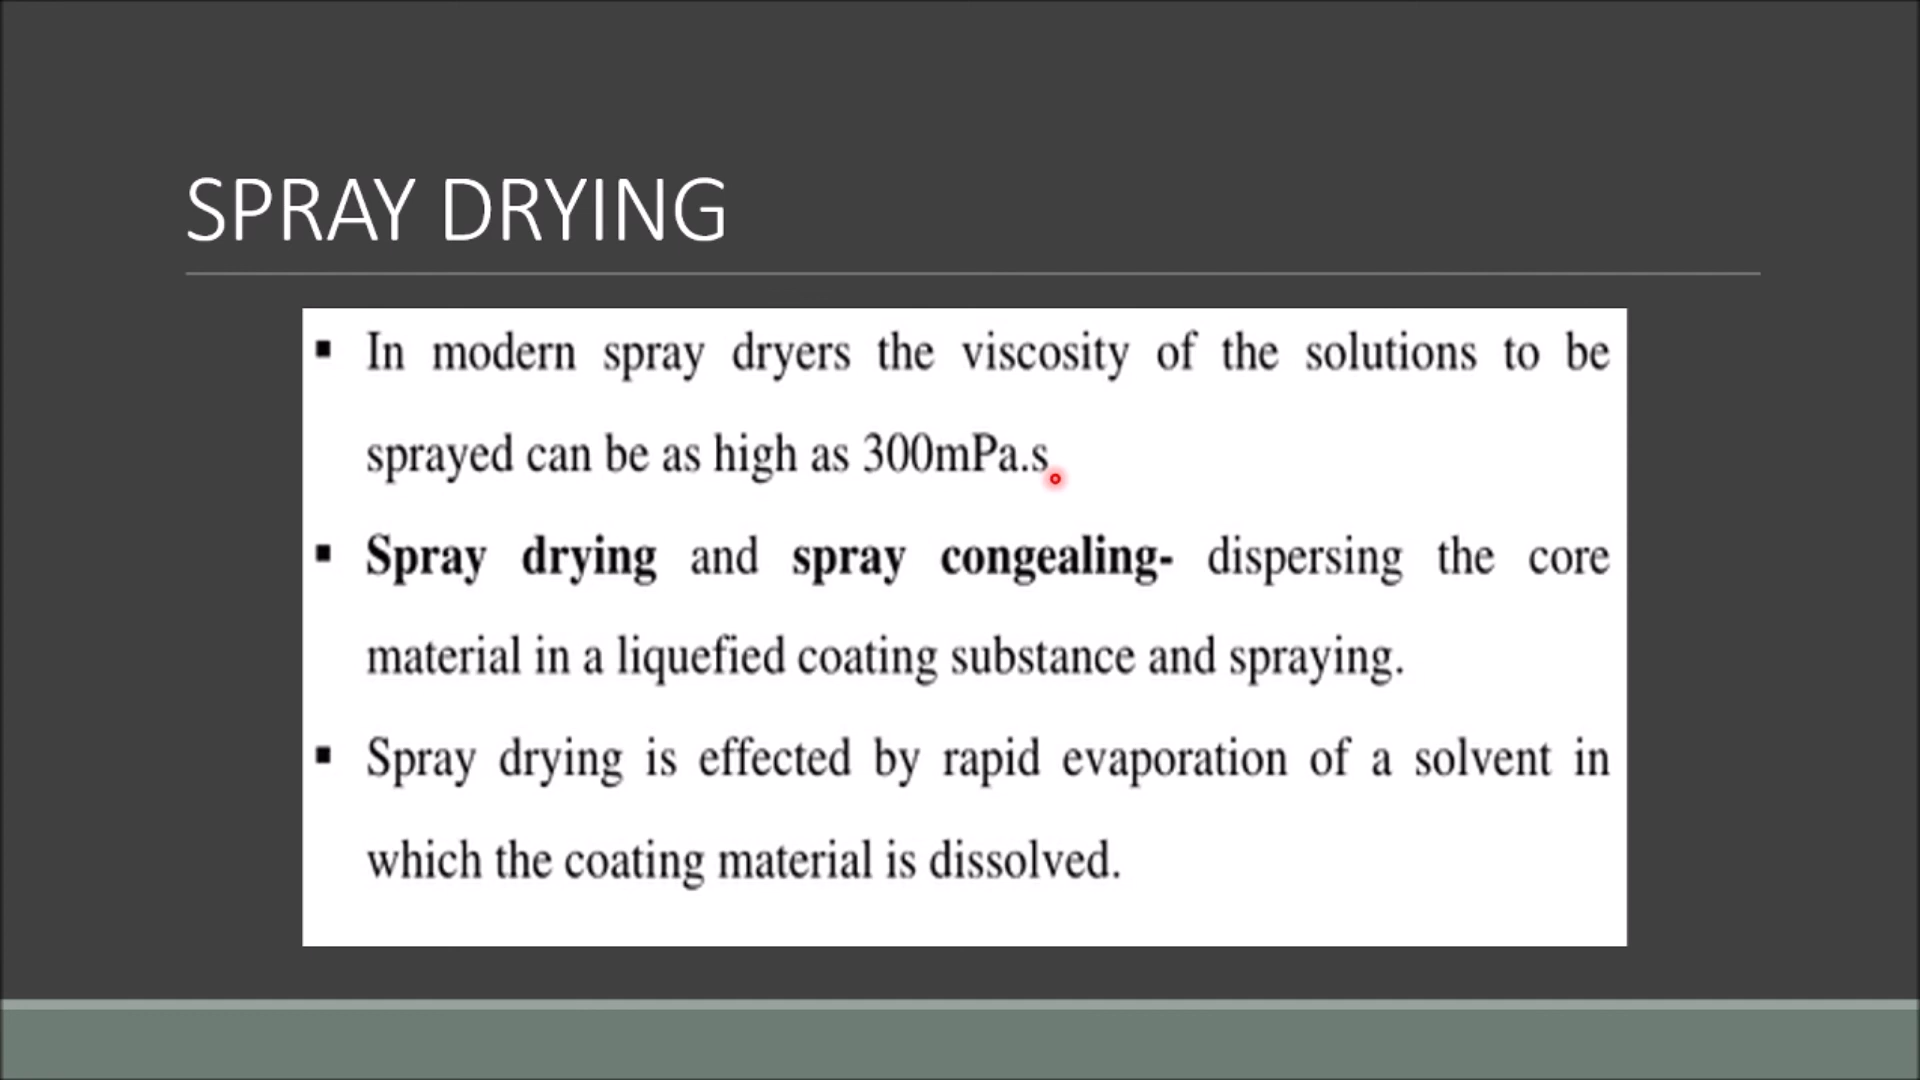 SPRAY DRYING
▪ In modern spray dryers the viscosity of the solutions to be
sprayed can be as high as 300mPa.s
▪ Spray drying and spray congealing- dispersing the core
material in a liquefied coating substance and spraying.
▪ Spray drying is effected by rapid evaporation of a solvent in
which the coating material is dissolved.